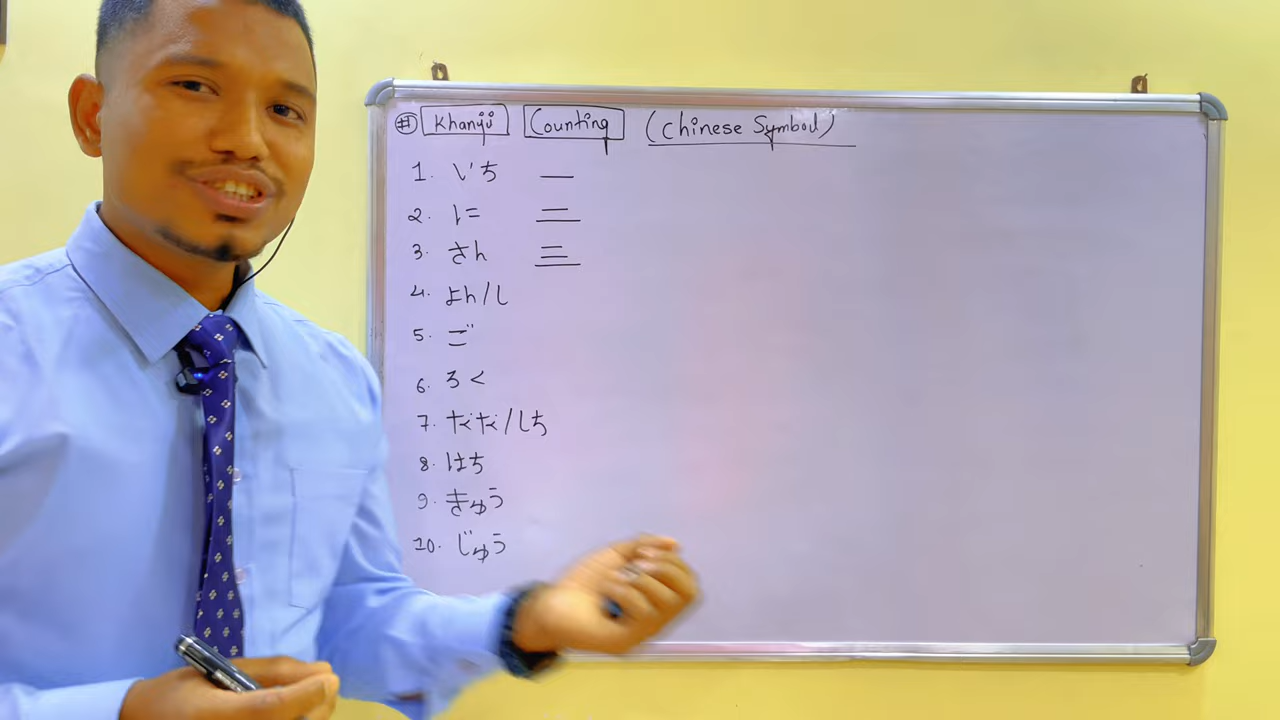 # Khanji Counting (Chinese Symbol)
1. いち 一
2. に 二
3. さん 三
4. よん/し
5. ご
6. ろく
7. なな/しち
8. はち
9. きゅう
10. じゅう